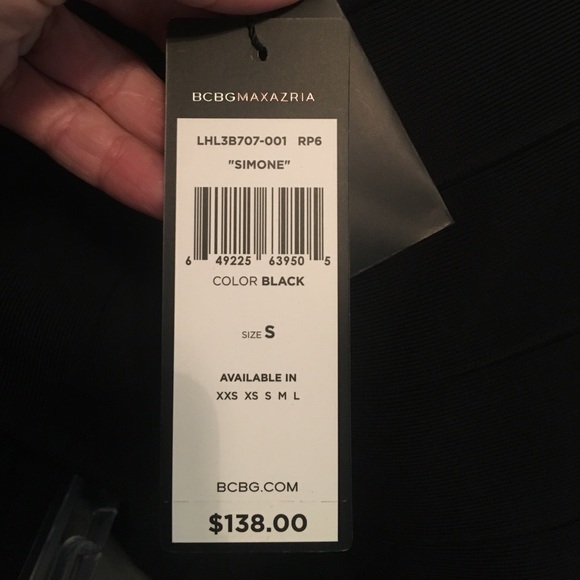 BCBGMAXAZRIA
LHL3B707-001 RP6
"SIMONE"
6 49225 63950 5
COLOR BLACK
SIZE S
AVAILABLE IN
XXS XS S M L
BCBG.COM
$138.00